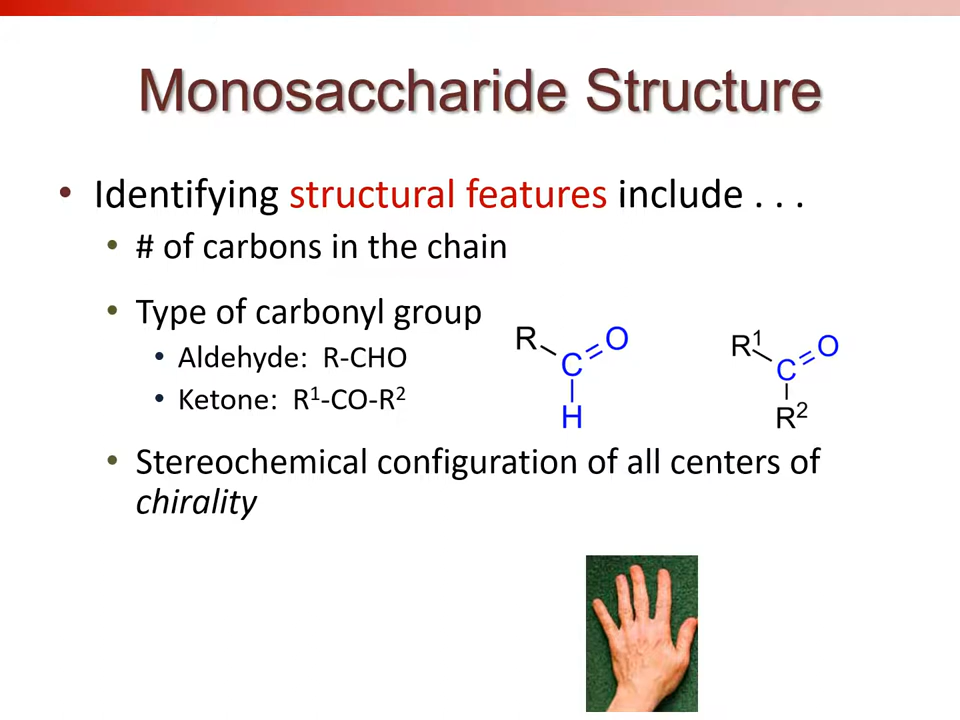 Monosaccharide Structure
• Identifying structural features include . . .
• # of carbons in the chain
• Type of carbonyl group
• Aldehyde: R-CHO
• Ketone: R¹-CO-R²
R
O
C
H
R¹
O
C
R²
• Stereochemical configuration of all centers of
chirality